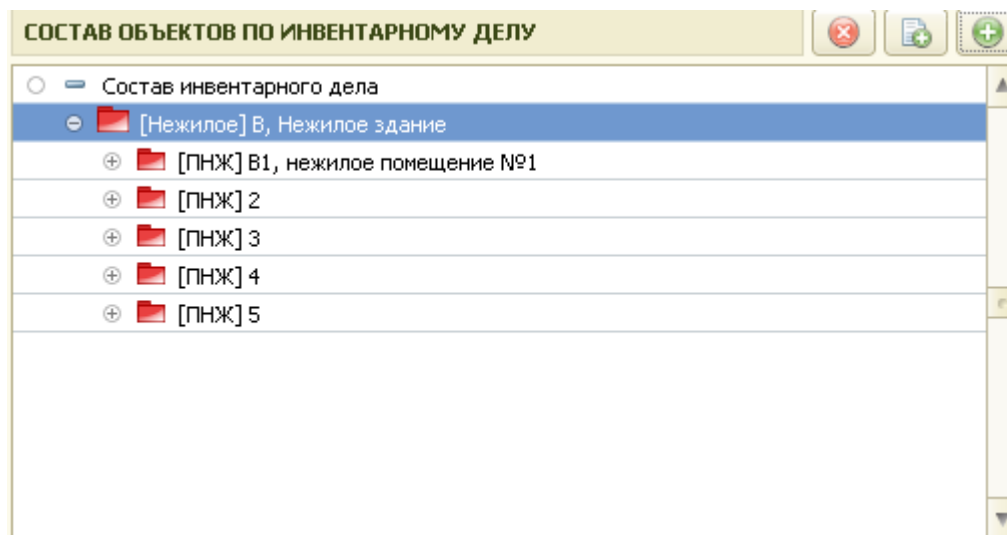 СОСТАВ ОБЪЕКТОВ ПО ИНВЕНТАРНОМУ ДЕЛУ
Состав инвентарного дела
[Нежилое] В, Нежилое здание
[ПНЖ] В1, нежилое помещение №1
[ПНЖ] 2
[ПНЖ] 3
[ПНЖ] 4
[ПНЖ] 5